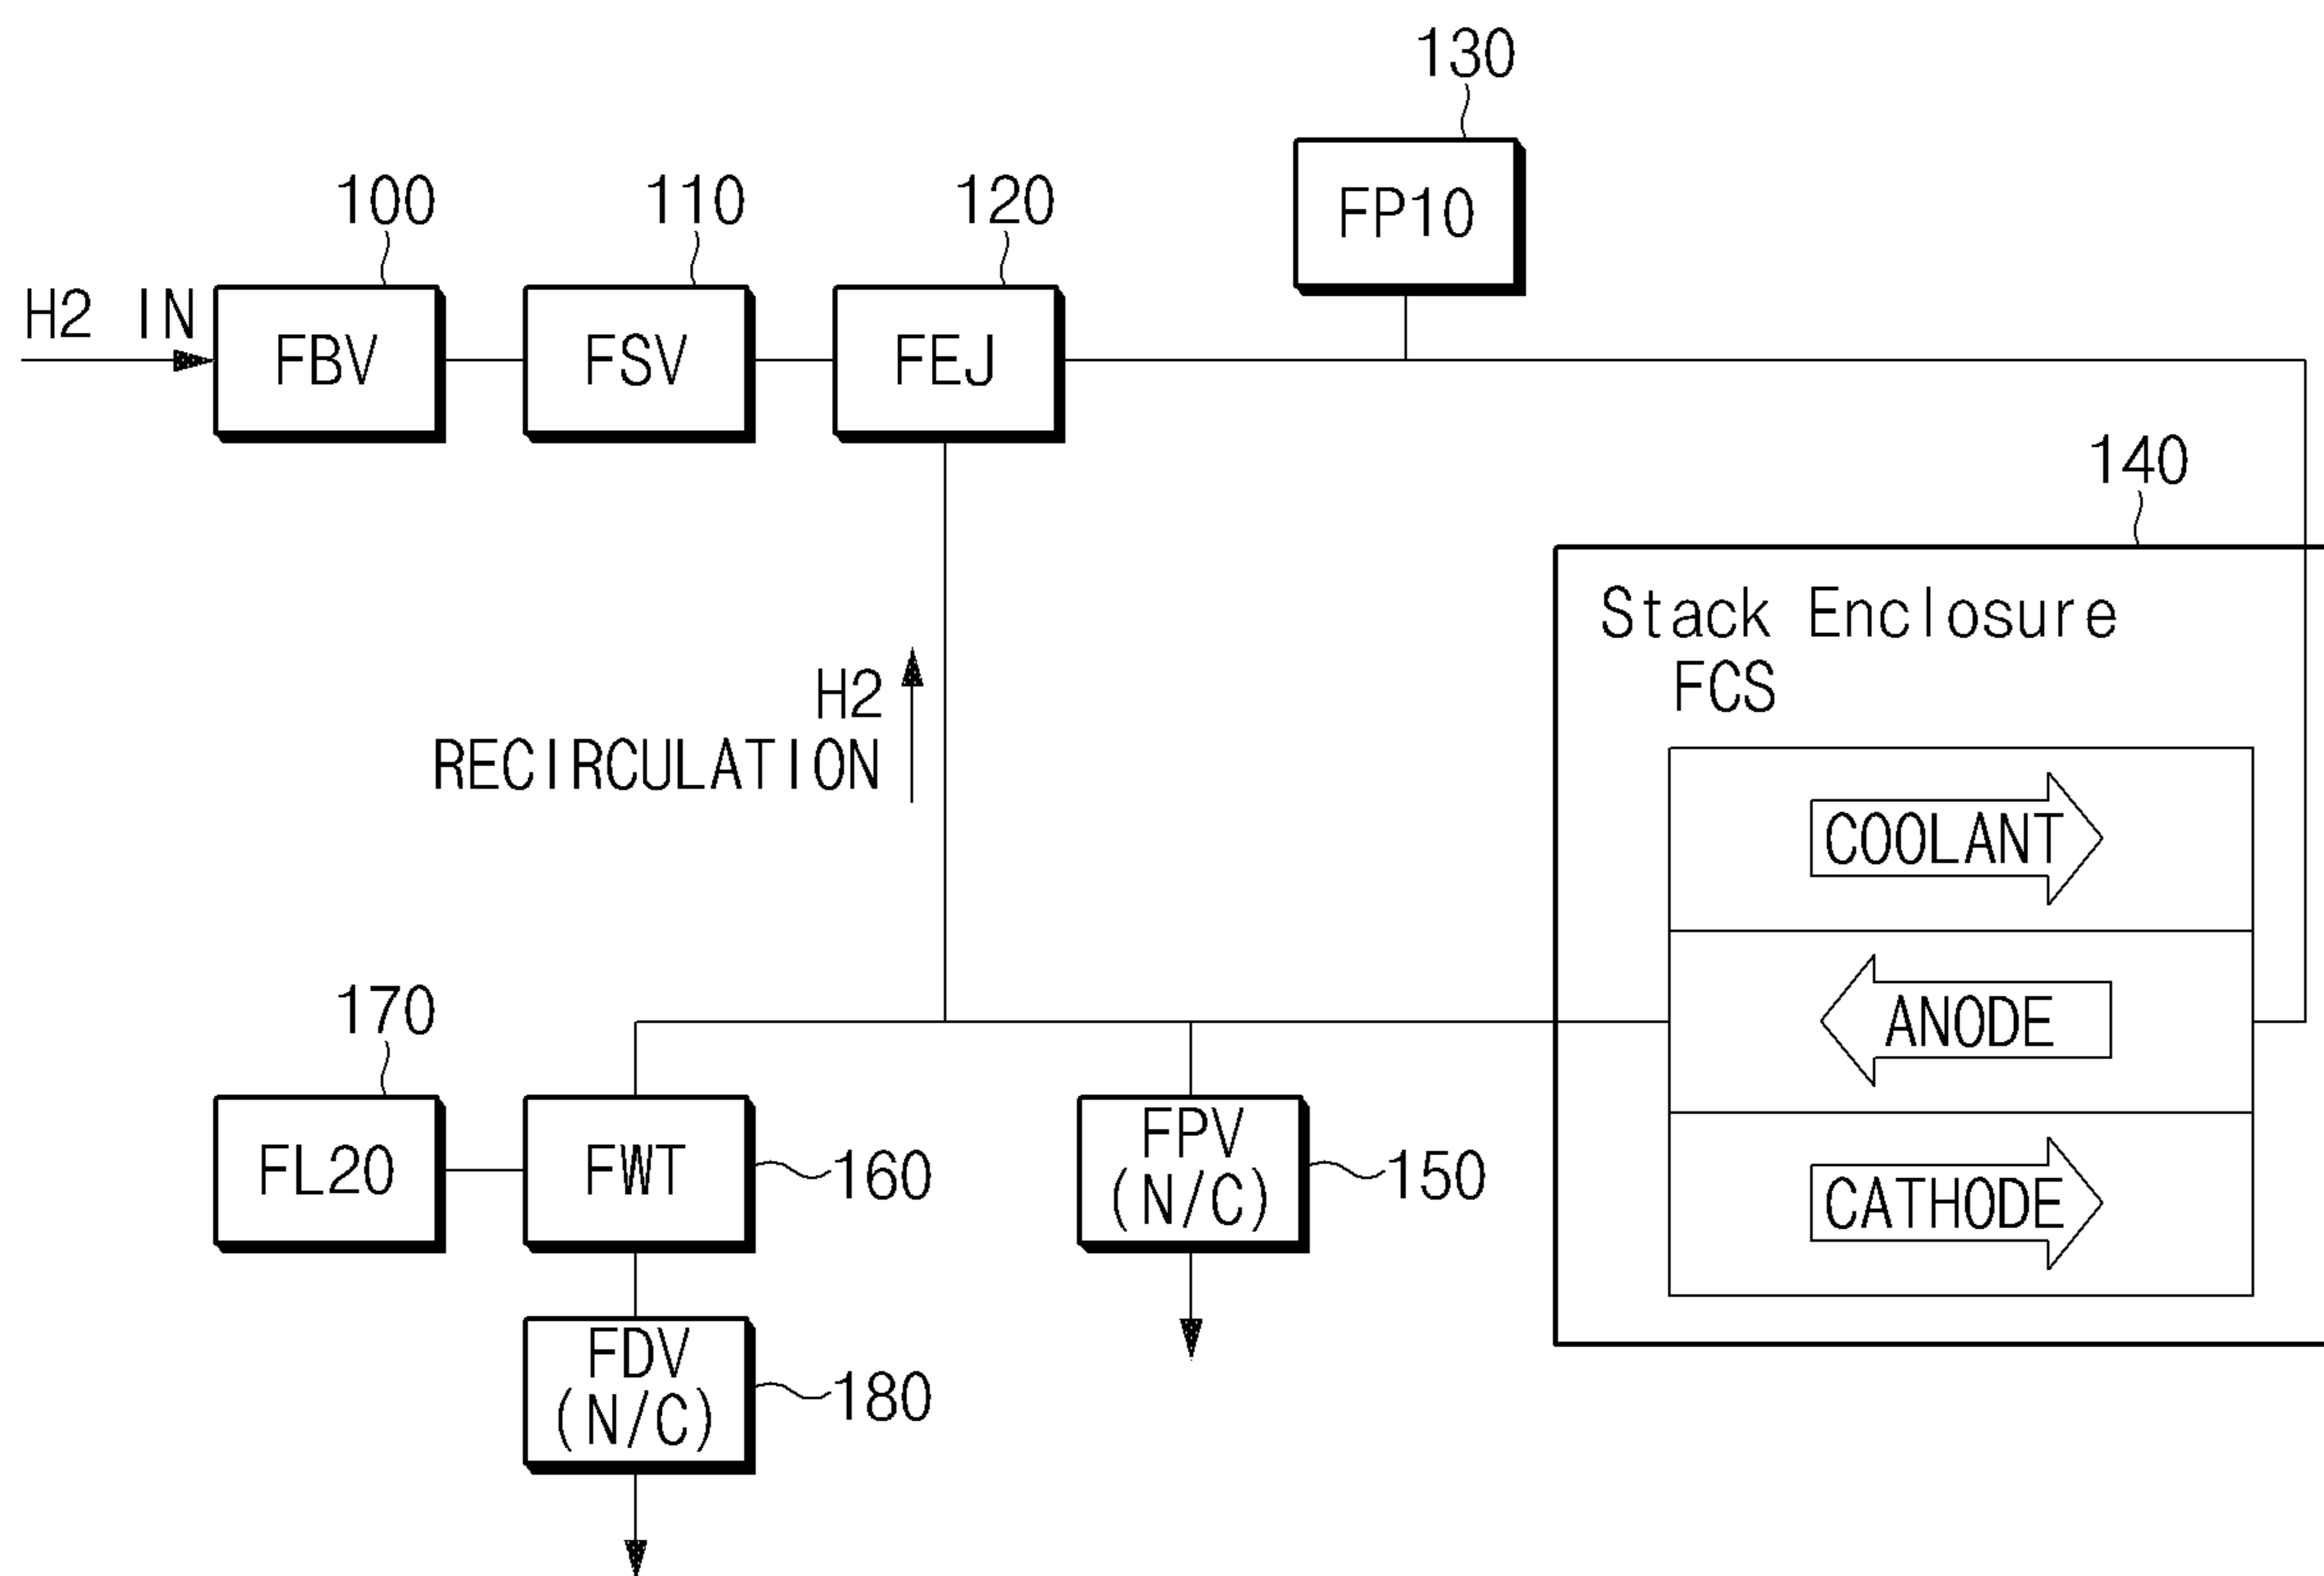 130
FP10
100
110
120
H2 IN
FBV
FSV
FEJ
140
Stack Enclosure
FCS
H2
RECIRCULATION
COOLANT
ANODE
CATHODE
170
FL20
FWT
160
FPV
(N/C)
150
FDV
(N/C)
180